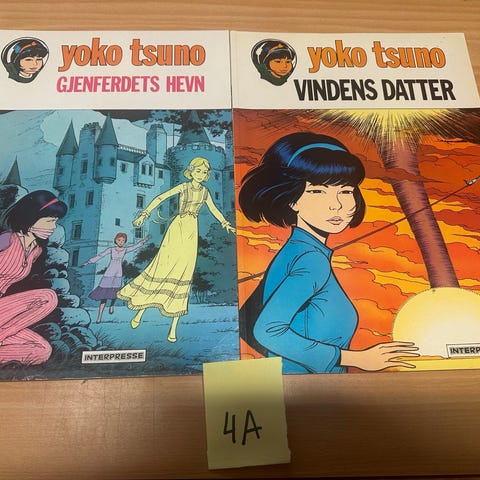 yoko tsuno
GJENFERDETS HEVN
INTERPRESSE
yoko tsuno
VINDENS DATTER
INTERP
4A